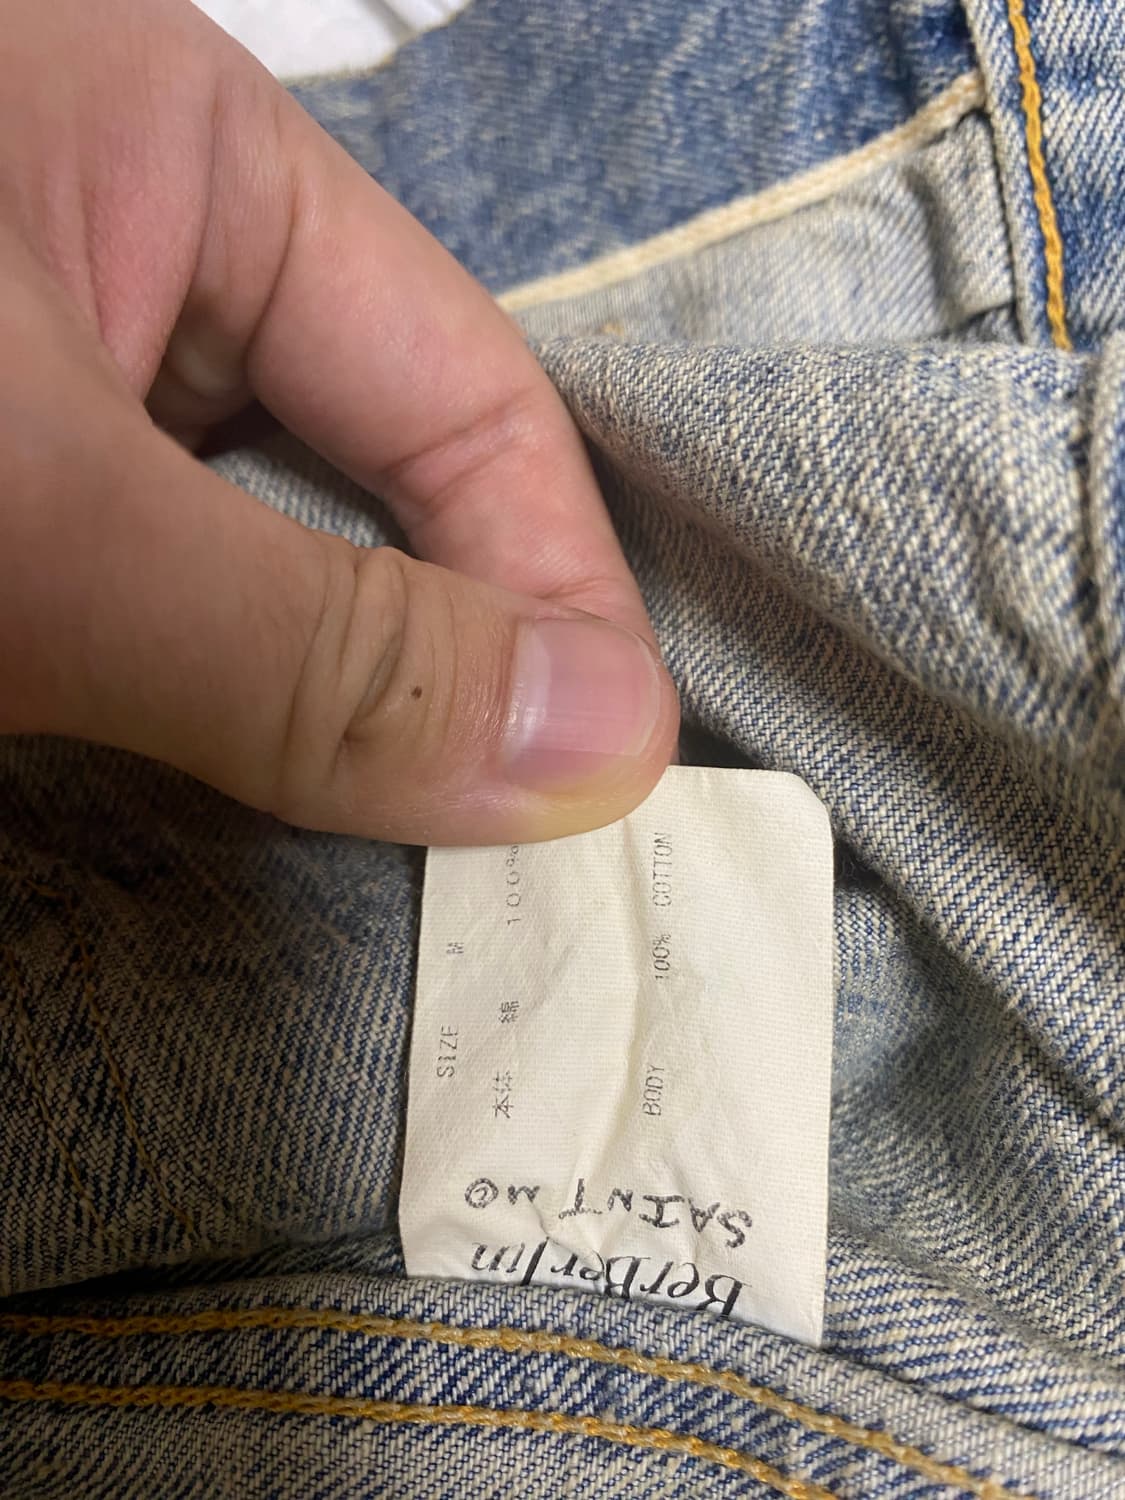 BerBerJin
SAINT M©
SIZE M
本体 綿 100%
BODY 100% COTTON